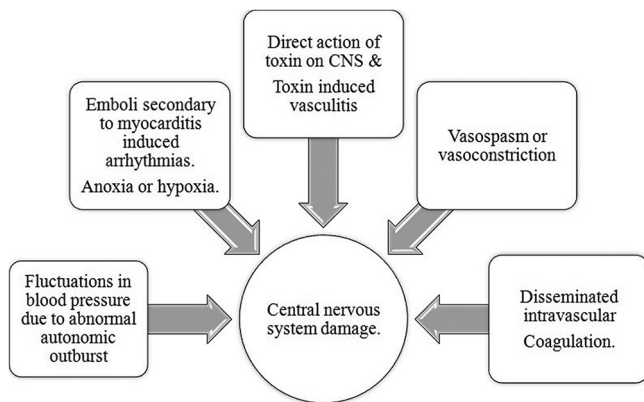 Direct action of
toxin on CNS &
Toxin induced
vasculitis
Emboli secondary
to myocarditis
induced
arrhythmias.
Anoxia or hypoxia.
Vasospasm or
vasoconstriction
Fluctuations in
blood pressure
due to abnormal
autonomic
outburst
Central nervous
system damage.
Disseminated
intravascular
Coagulation.